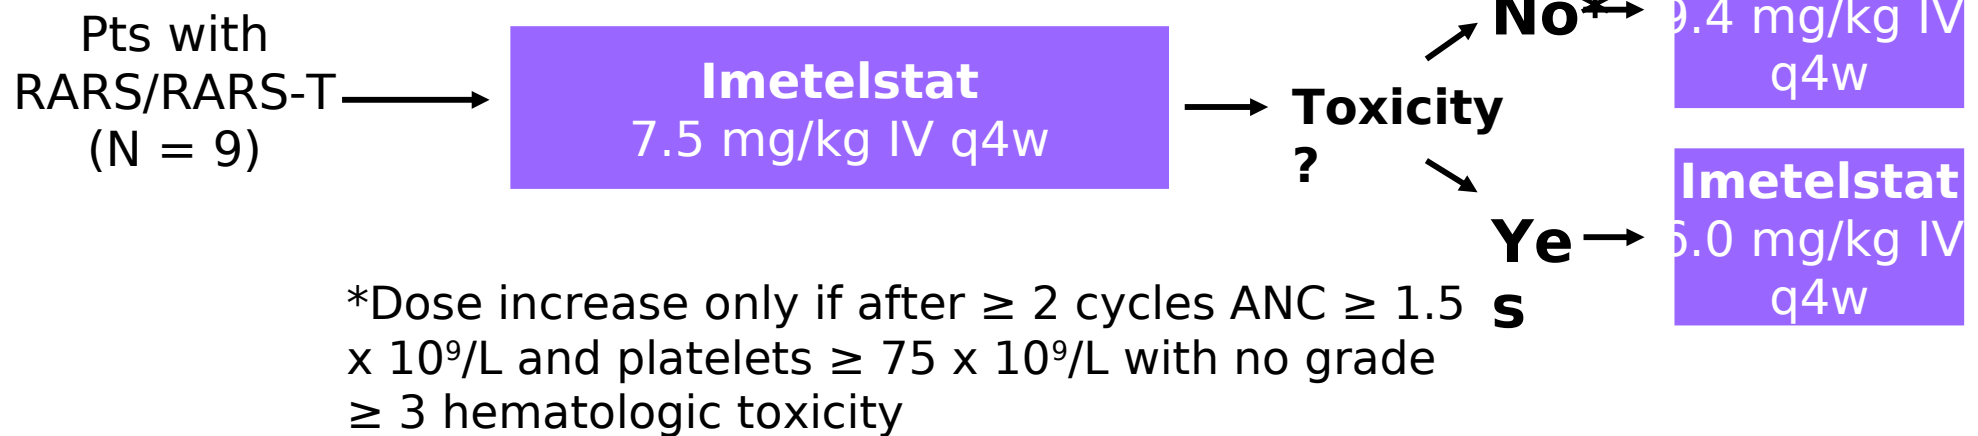 Pts with
RARS/RARS-T
(N = 9)
Imetelstat
7.5 mg/kg IV q4w
Toxicity
?
No*
9.4 mg/kg IV
q4w
Ye
s
Imetelstat
6.0 mg/kg IV
q4w
*Dose increase only if after ≥ 2 cycles ANC ≥ 1.5
x 10⁹/L and platelets ≥ 75 x 10⁹/L with no grade
≥ 3 hematologic toxicity